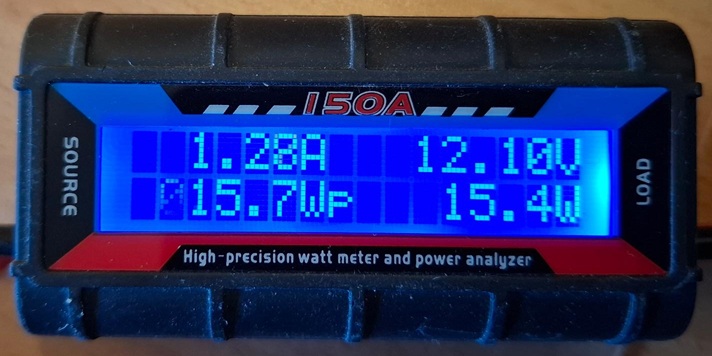 150A
SOURCE
1.28A 12.10V
15.7Wp 15.4W
LOAD
High-precision watt meter and power analyzer